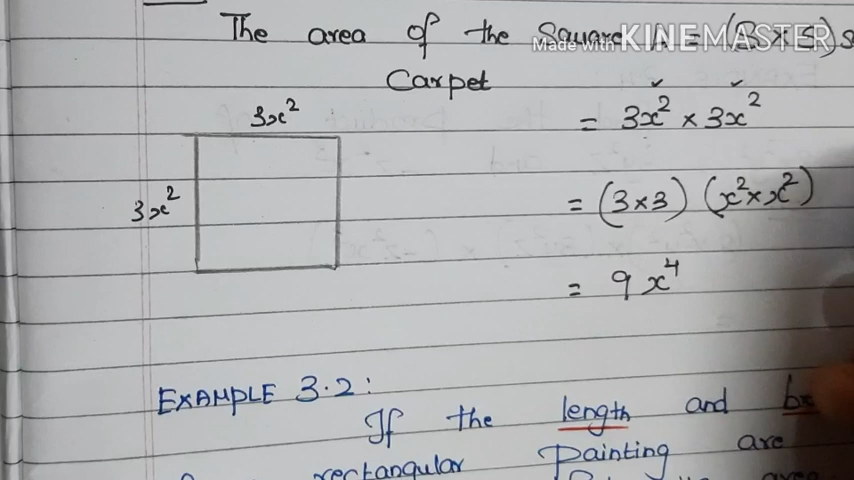 The area of the Square A = (S × S) s
Made with KINEMASTER
Carpet
3x²
= 3x² × 3x²
3x²
= (3×3) (x²×x²)
= 9x⁴
EXAMPLE 3.2:
If the length and
rectangular Painting are